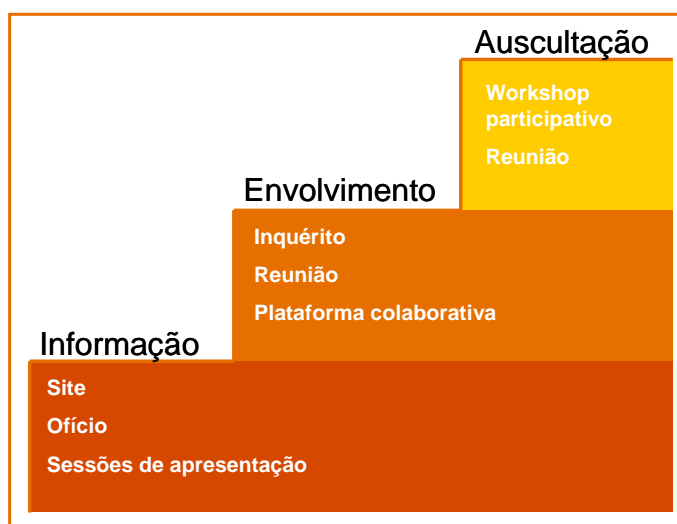 Auscultação
Workshop
participativo
Reunião
Envolvimento
Inquérito
Reunião
Plataforma colaborativa
Informação
Site
Ofício
Sessões de apresentação